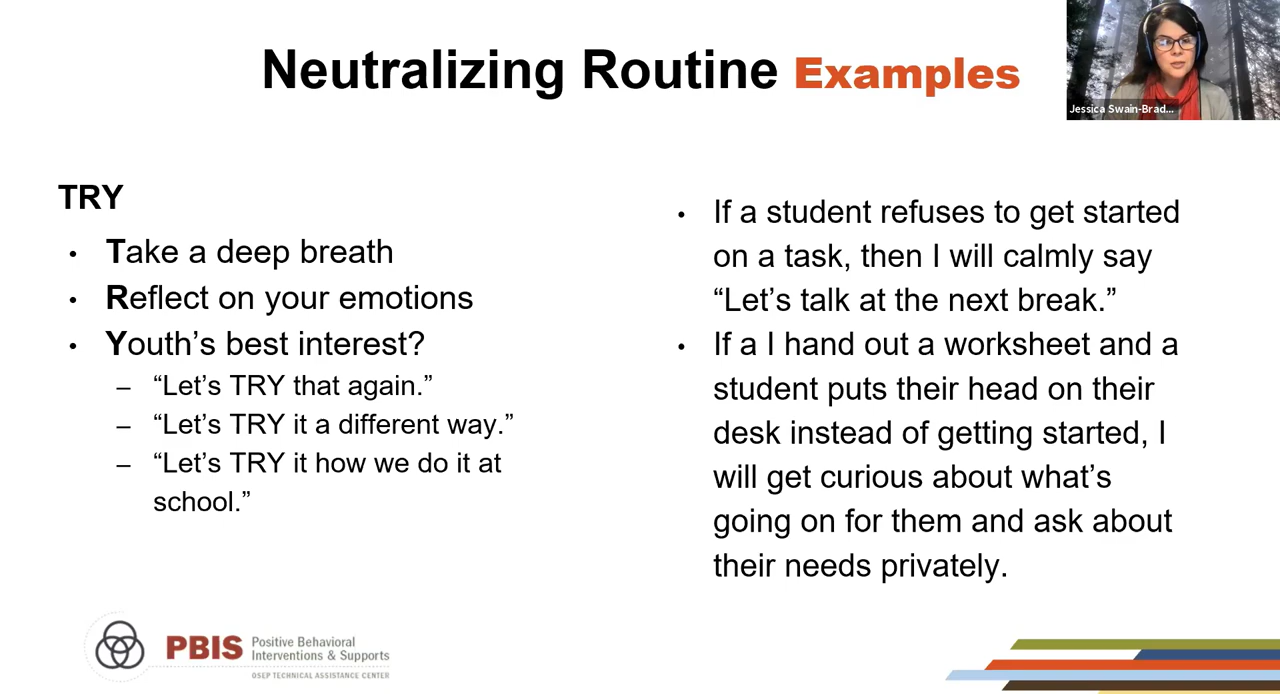 Neutralizing Routine Examples
Jessica Swain-Brad...
TRY
• Take a deep breath
• Reflect on your emotions
• Youth’s best interest?
– “Let’s TRY that again.”
– “Let’s TRY it a different way.”
– “Let’s TRY it how we do it at
school.”
• If a student refuses to get started
on a task, then I will calmly say
“Let’s talk at the next break.”
• If a I hand out a worksheet and a
student puts their head on their
desk instead of getting started, I
will get curious about what’s
going on for them and ask about
their needs privately.
PBIS
Positive Behavioral
Interventions & Supports
OSEP TECHNICAL ASSISTANCE CENTER